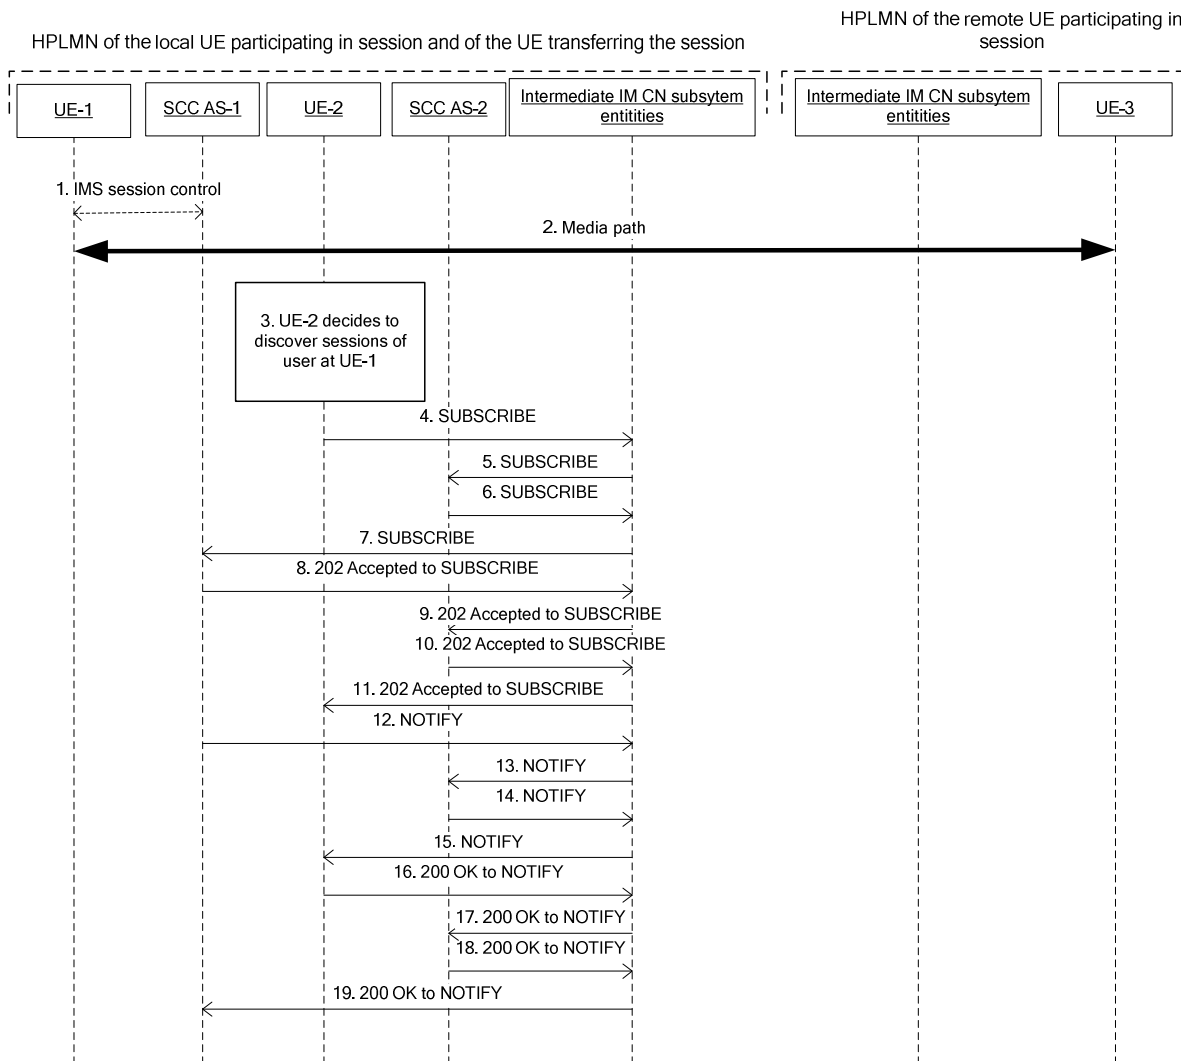 HPLMN of the local UE participating in session and of the UE transferring the session
HPLMN of the remote UE participating in
session
UE-1
SCC AS-1
UE-2
SCC AS-2
Intermediate IM CN subsytem
entitities
Intermediate IM CN subsytem
entitities
UE-3
1. IMS session control
2. Media path
3. UE-2 decides to
discover sessions of
user at UE-1
4. SUBSCRIBE
5. SUBSCRIBE
6. SUBSCRIBE
7. SUBSCRIBE
8. 202 Accepted to SUBSCRIBE
9. 202 Accepted to SUBSCRIBE
10. 202 Accepted to SUBSCRIBE
11. 202 Accepted to SUBSCRIBE
12. NOTIFY
13. NOTIFY
14. NOTIFY
15. NOTIFY
16. 200 OK to NOTIFY
17. 200 OK to NOTIFY
18. 200 OK to NOTIFY
19. 200 OK to NOTIFY